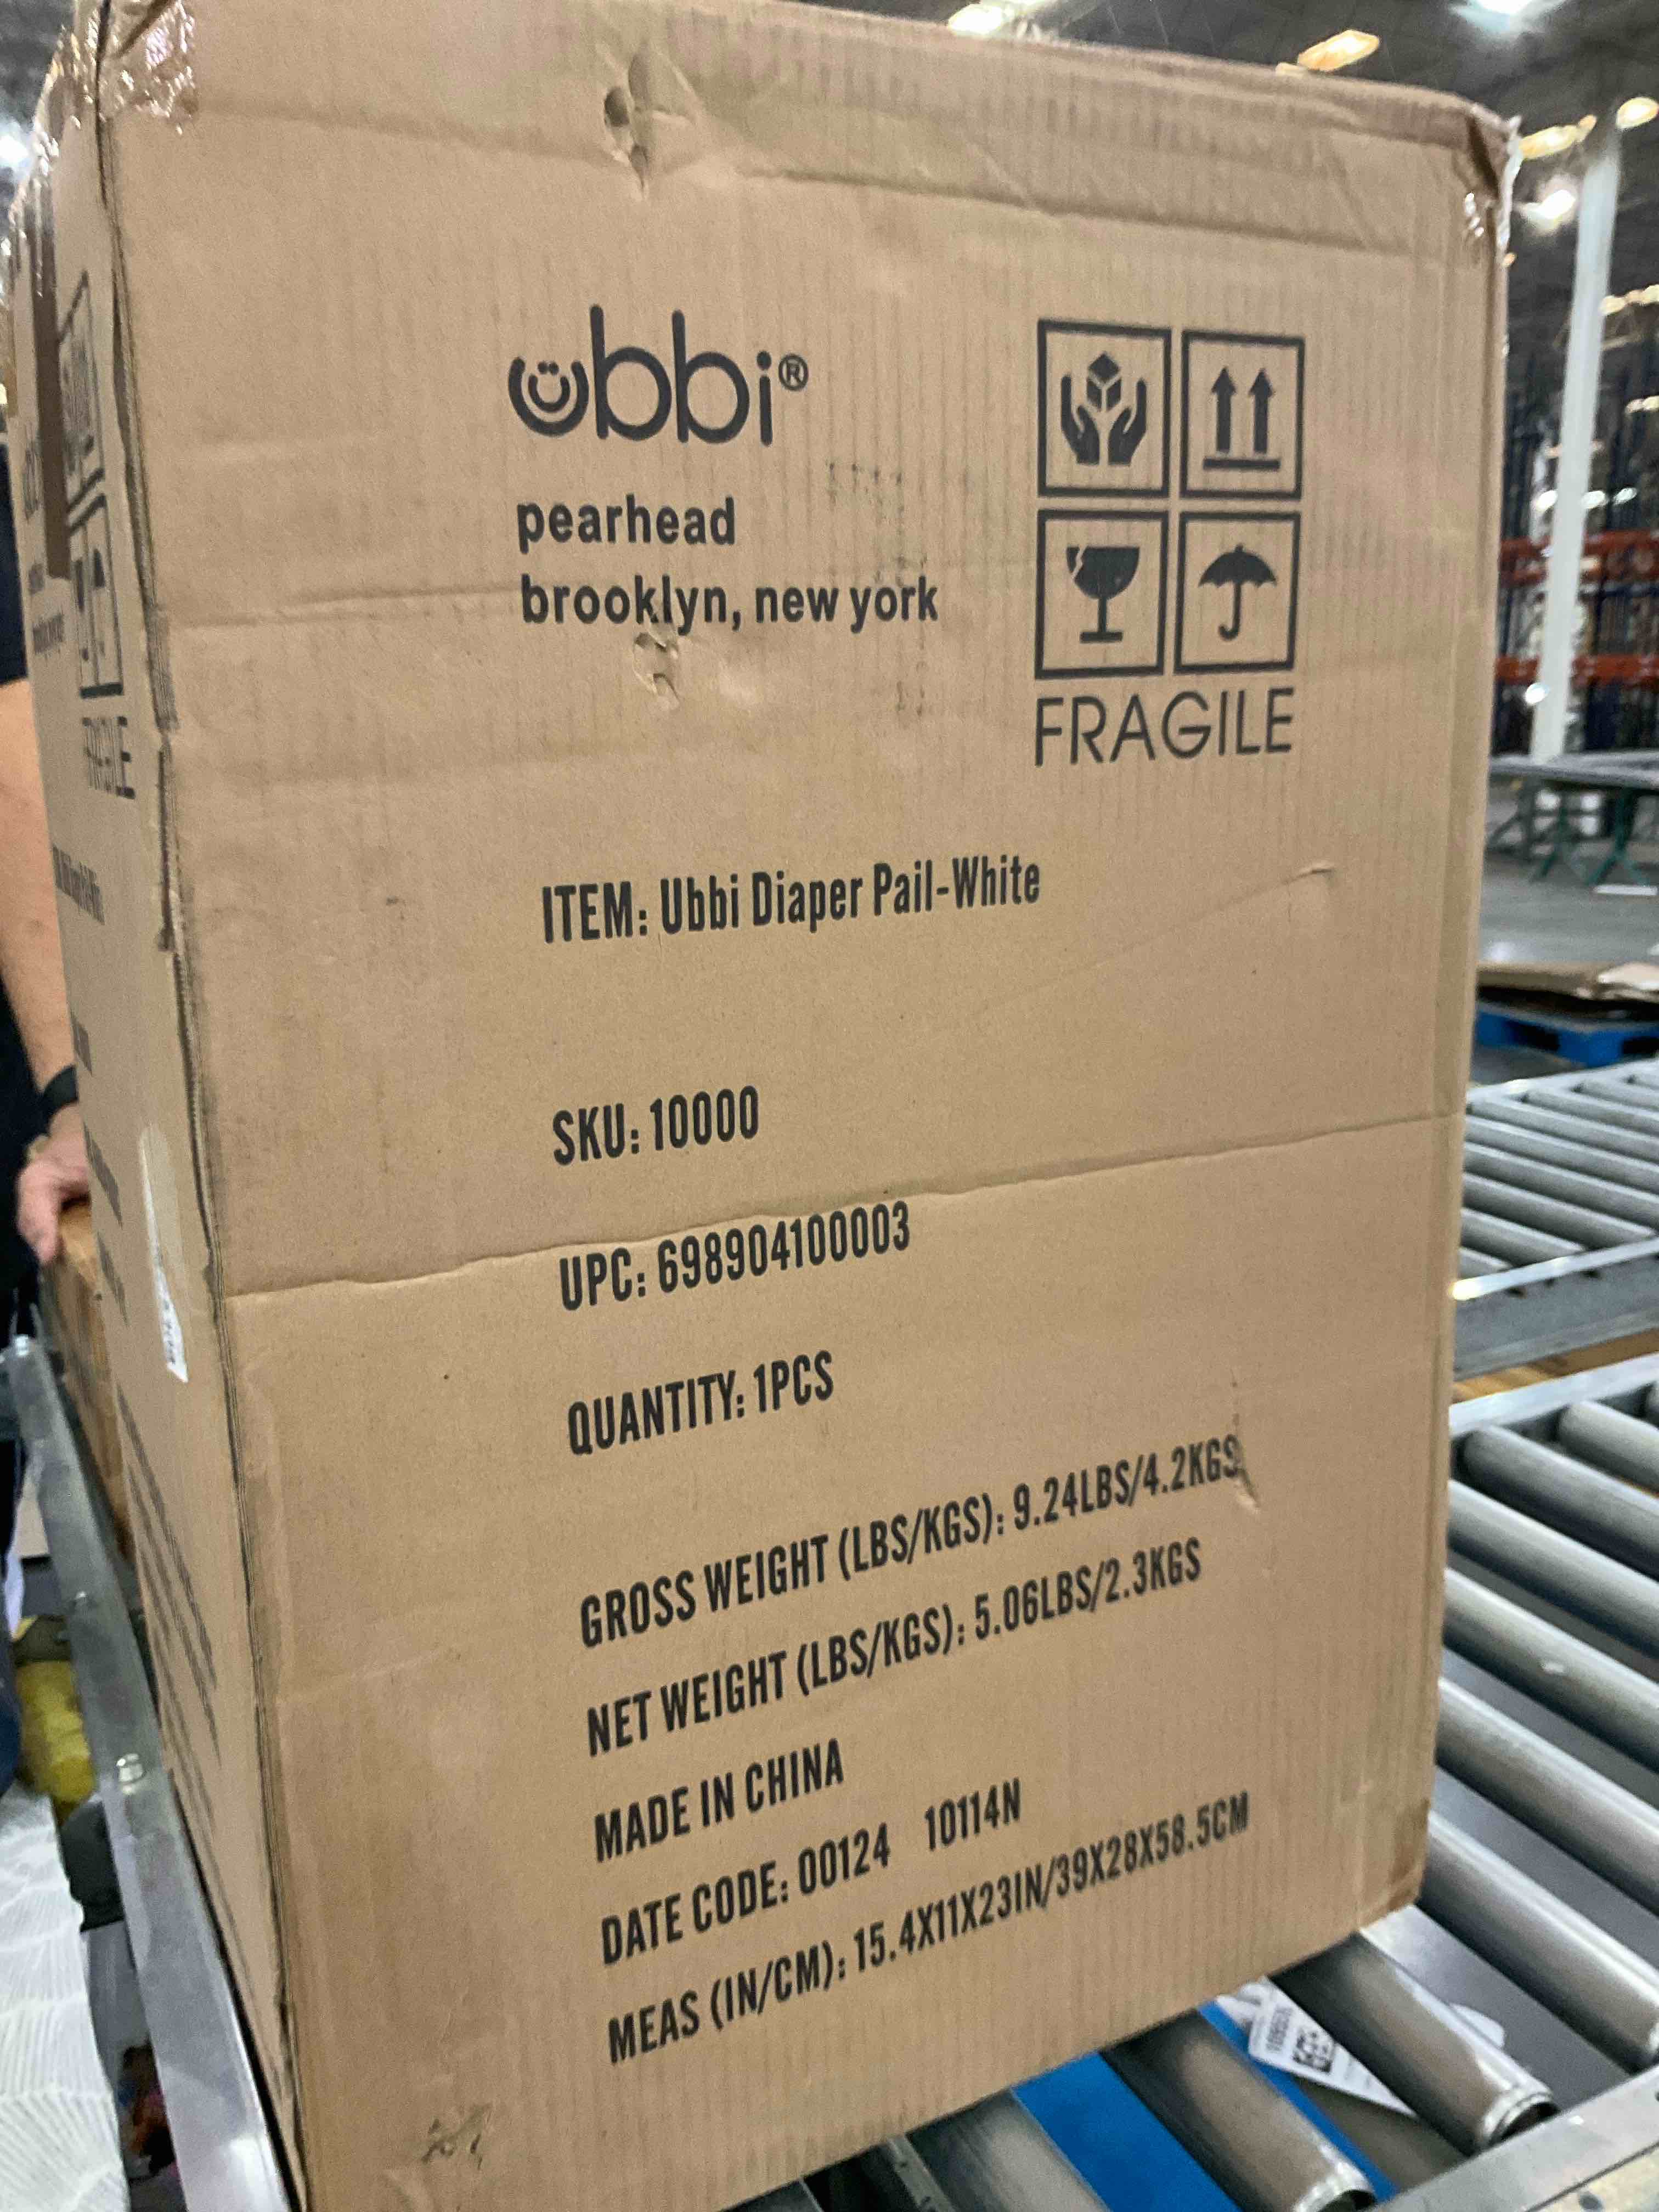 ubbi®
pearhead
brooklyn, new york
FRAGILE
FRAGILE
ITEM: Ubbi Diaper Pail-White
SKU: 10000
UPC: 698904100003
QUANTITY: 1PCS
GROSS WEIGHT (LBS/KGS): 9.24LBS/4.2KGS
NET WEIGHT (LBS/KGS): 5.06LBS/2.3KGS
MADE IN CHINA
DATE CODE: 00124 10114N
MEAS (IN/CM): 15.4X11X23IN/39X28X58.5CM